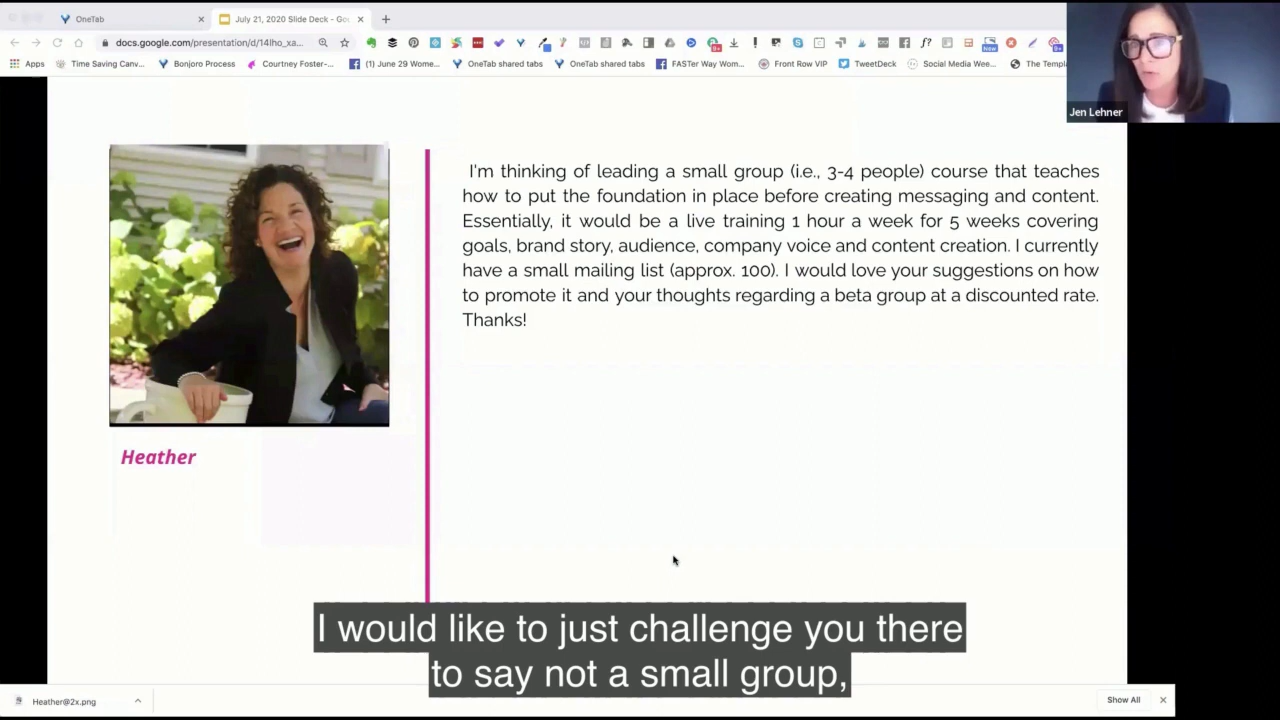 OneTab
July 21, 2020 Slide Deck - Goo
docs.google.com/presentation/d/14lho_xa...
Apps
Time Saving Canv...
Bonjoro Process
Courtney Foster-...
(1) June 29 Wome...
OneTab shared tabs
OneTab shared tabs
FASTer Way Wom...
Front Row VIP
TweetDeck
Social Media Wee...
The Templ
Jen Lehner
I'm thinking of leading a small group (i.e., 3-4 people) course that teaches
how to put the foundation in place before creating messaging and content.
Essentially, it would be a live training 1 hour a week for 5 weeks covering
goals, brand story, audience, company voice and content creation. I currently
have a small mailing list (approx. 100). I would love your suggestions on how
to promote it and your thoughts regarding a beta group at a discounted rate.
Thanks!
Heather
I would like to just challenge you there
to say not a small group,
Heather@2x.png
Show All